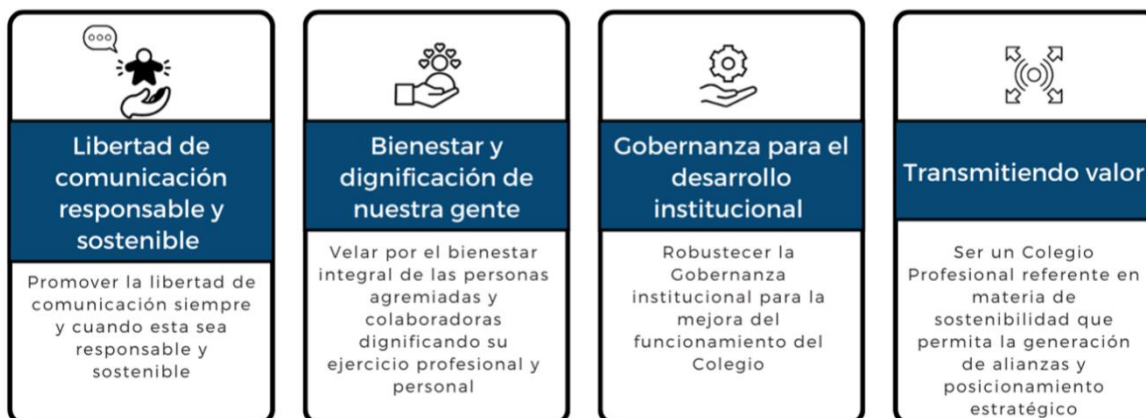 Libertad de
comunicación
responsable y
sostenible
Promover la libertad de
comunicación siempre
y cuando esta sea
responsable y
sostenible
Bienestar y
dignificación de
nuestra gente
Velar por el bienestar
integral de las personas
agremiadas y
colaboradoras
dignificando su
ejercicio profesional y
personal
Gobernanza para el
desarrollo
institucional
Robustecer la
Gobernanza
institucional para la
mejora del
funcionamiento del
Colegio
Transmitiendo valor
Ser un Colegio
Profesional referente en
materia de
sostenibilidad que
permita la generación
de alianzas y
posicionamiento
estratégico